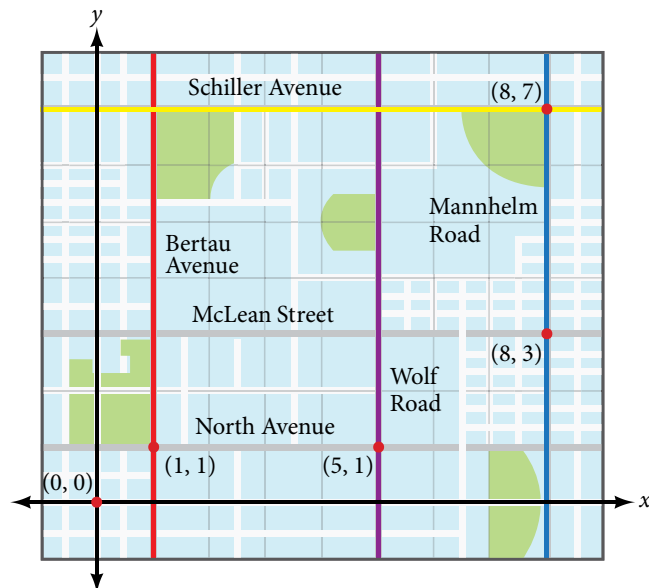 y
Schiller Avenue
(8, 7)
Mannhelm
Road
Bertau
Avenue
McLean Street
(8, 3)
Wolf
Road
North Avenue
(1, 1)
(5, 1)
(0, 0)
x